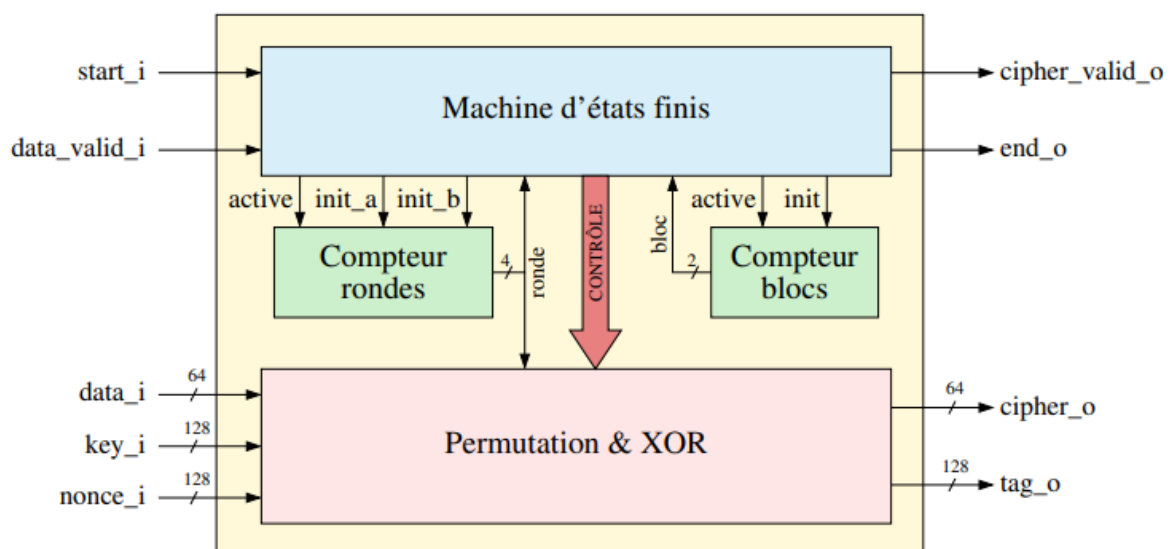 start_i
cipher_valid_o
Machine d'états finis
data_valid_i
end_o
active
init_a
init_b
bloc
active
init
Compteur
rondes
4
ronde
CONTRÔLE
2
Compteur
blocs
data_i
64
64
cipher_o
key_i
128
Permutation & XOR
nonce_i
128
128
tag_o